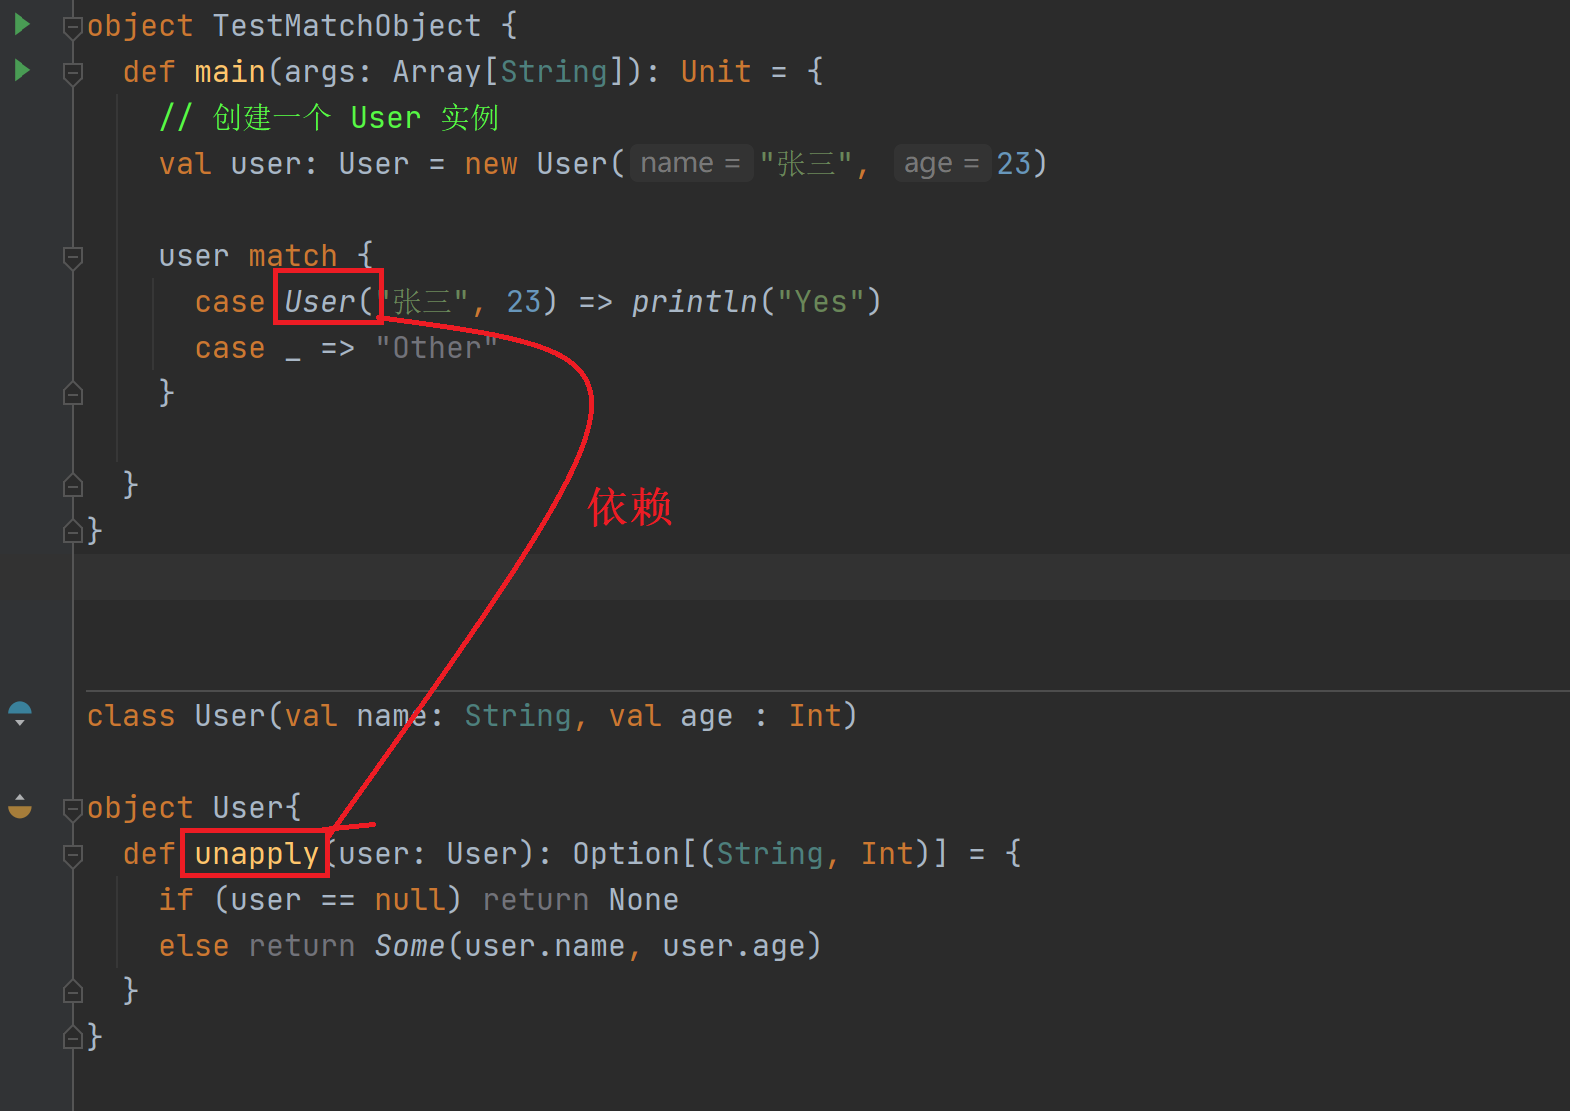 object TestMatchObject {
def main(args: Array[String]): Unit = {
// 创建一个 User 实例
val user: User = new User( name = "张三", age = 23)
user match {
case User("张三", 23) => println("Yes")
case _ => "Other"
}
依赖
}
}
class User(val name: String, val age : Int)
object User{
def unapply(user: User): Option[(String, Int)] = {
if (user == null) return None
else return Some(user.name, user.age)
}
}